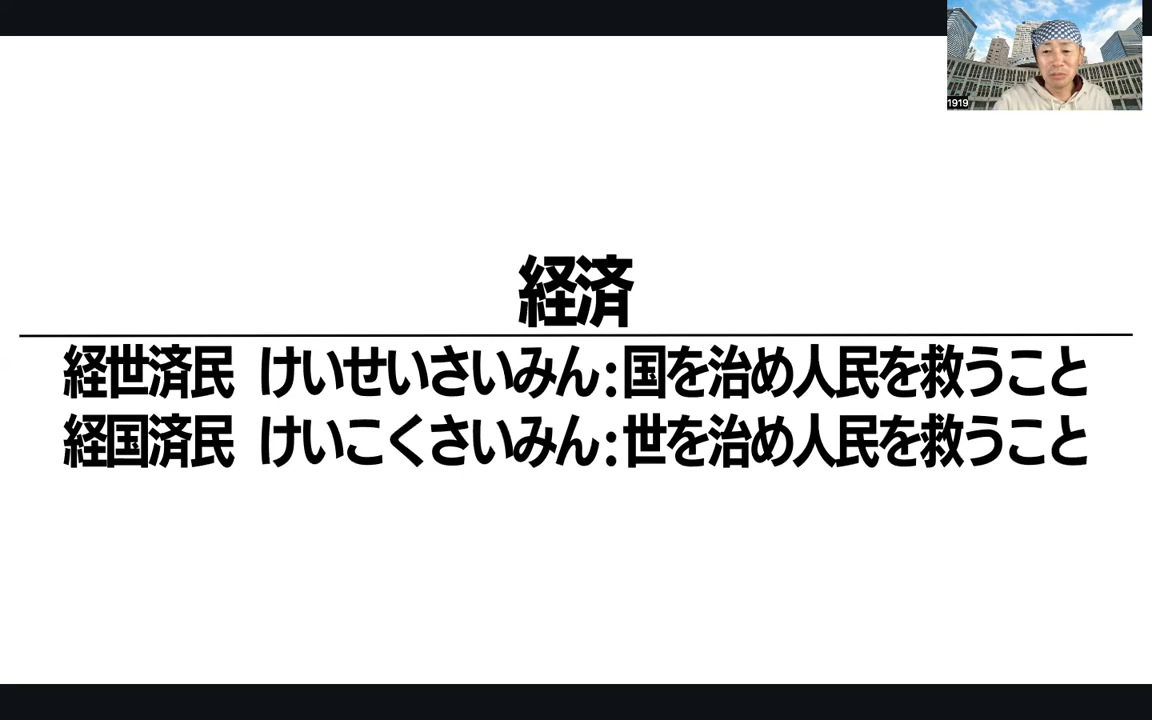 1919
経済
経世済民 けいせいさいみん:国を治め人民を救うこと
経国済民 けいこくさいみん:世を治め人民を救うこと